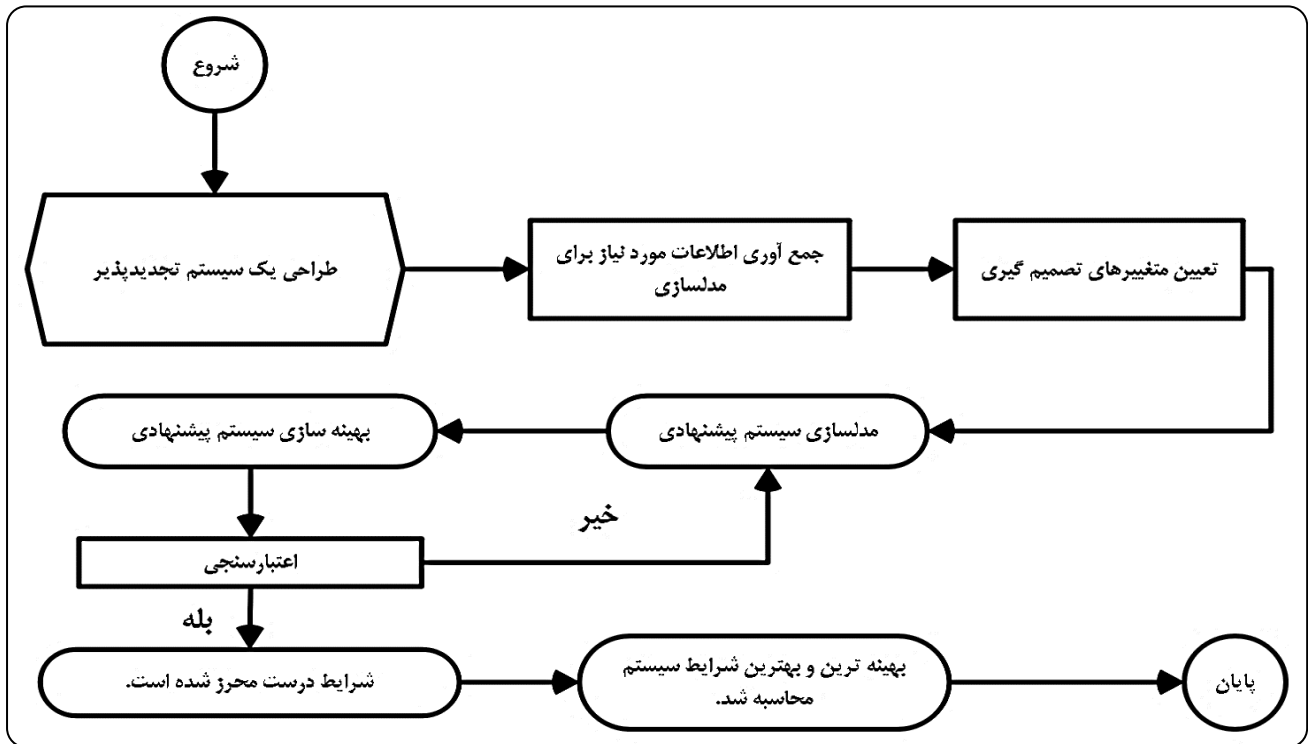 شروع
طراحی یک سیستم تجدیدپذیر
جمع آوری اطلاعات مورد نیاز برای
مدلسازی
تعیین متغییرهای تصمیم گیری
مدلسازی سیستم پیشنهادی
بهینه سازی سیستم پیشنهادی
خیر
اعتبارسنجی
بله
شرایط درست محرز شده است.
بهینه ترین و بهترین شرایط سیستم
محاسبه شد.
پایان